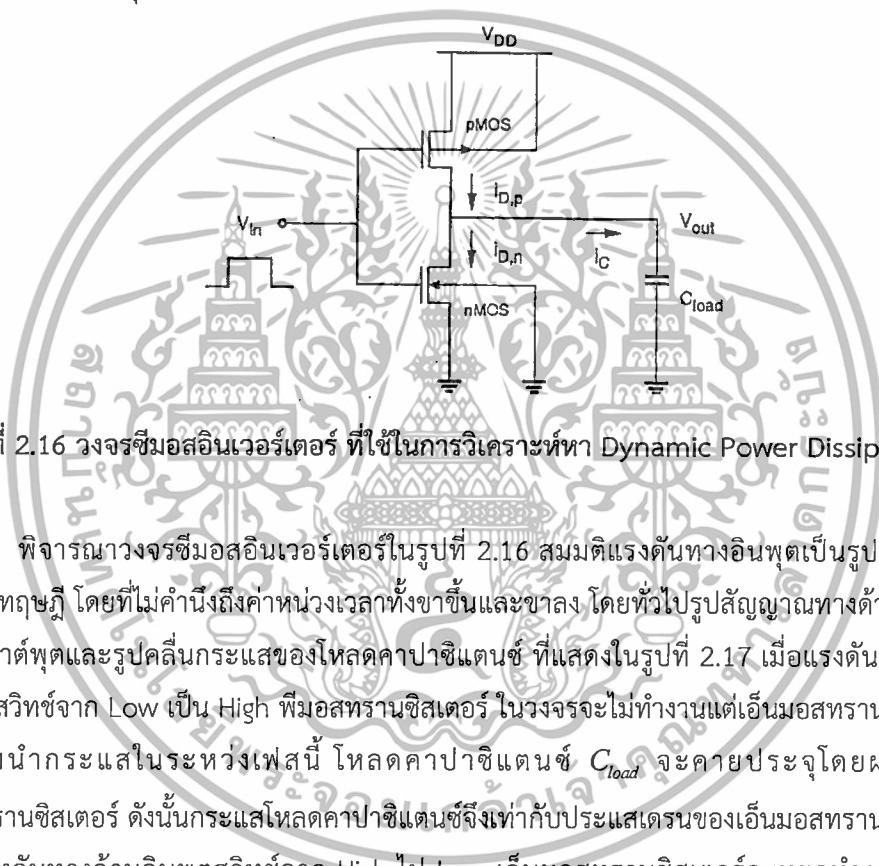 V_DD
pMOS
i_D,p
V_in
V_out
i_D,n
i_C
nMOS
C_load
ที่ 2.16 วงจรซีมอสอินเวอร์เตอร์ ที่ใช้ในการวิเคราะห์หา Dynamic Power Dissip
พิจารณาวงจรซีมอสอินเวอร์เตอร์ในรูปที่ 2.16 สมมติแรงดันทางอินพุตเป็นรูป
ทฤษฎี โดยที่ไม่คำนึงถึงค่าหน่วงเวลาทั้งขาขึ้นและขาลง โดยทั่วไปรูปสัญญาณทางด้า
าต์พุตและรูปคลื่นกระแสของโหลดคาปาซิแตนซ์ ที่แสดงในรูปที่ 2.17 เมื่อแรงดัน
สวิทช์จาก Low เป็น High พีมอสทรานซิสเตอร์ ในวงจรจะไม่ทำงานแต่เอ็นมอสทราน
นำกระแสในระหว่างเฟสนี้ โหลดคาปาซิแตนซ์ C_load จะคายประจุโดยผ
รานซิสเตอร์ ดังนั้นกระแสโหลดคาปาซิแตนซ์จึงเท่ากับประแสเดรนของเอ็นมอสทราน